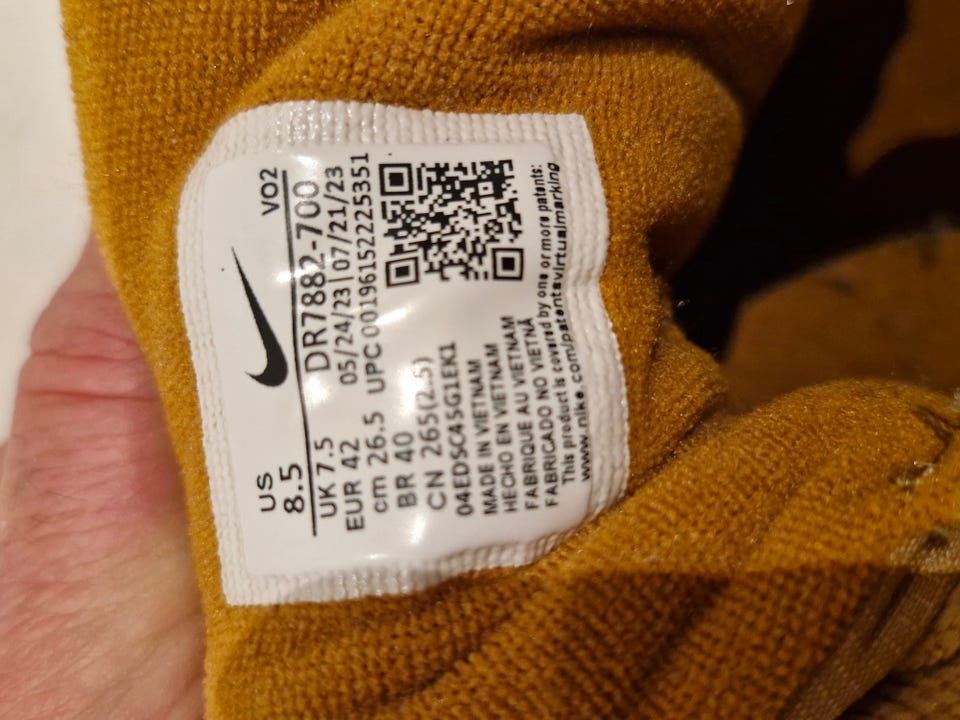 VO2
US
8.5 DR7882-700
UK 7.5 05/24/23|07/21/23
EUR 42 UPC 00196152225351
cm 26.5
BR 40
CN 265(2.5)
04EDSC45G1EK1
MADE IN VIETNAM
HECHO EN VIETNAM
FABRIQUE AU VIETNAM
FABRICADO NO VIETNÃ
This product is covered by one or more patents:
www.nike.com/patentsvirtualmarking